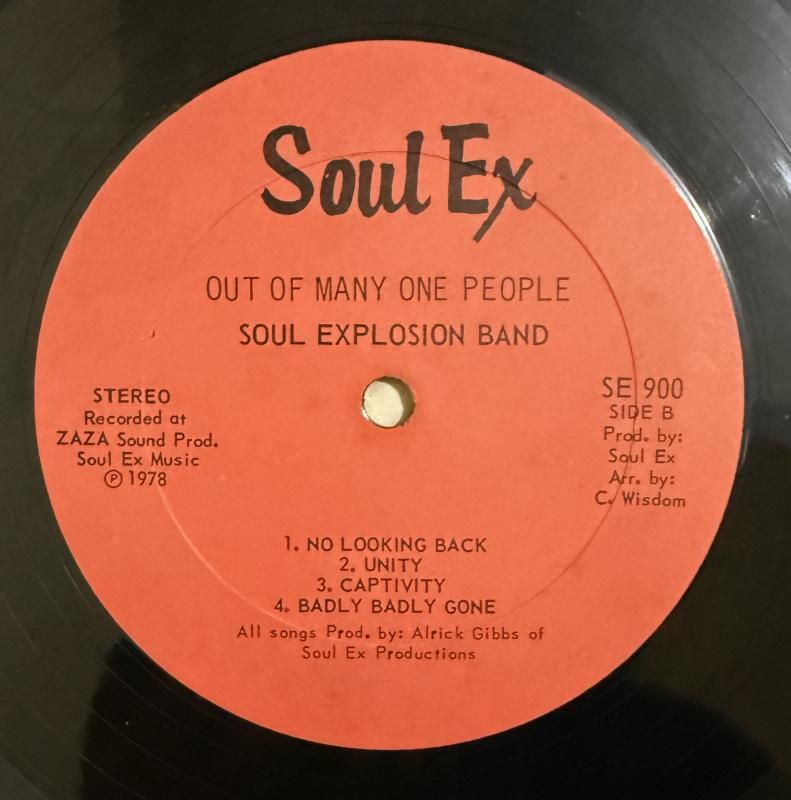 Soul Ex
OUT OF MANY ONE PEOPLE
SOUL EXPLOSION BAND
STEREO
Recorded at
ZAZA Sound Prod.
Soul Ex Music
Ⓟ 1978
SE 900
SIDE B
Prod. by:
Soul Ex
Arr. by:
C. Wisdom
1. NO LOOKING BACK
2. UNITY
3. CAPTIVITY
4. BADLY BADLY GONE
All songs Prod. by: Alrick Gibbs of
Soul Ex Productions